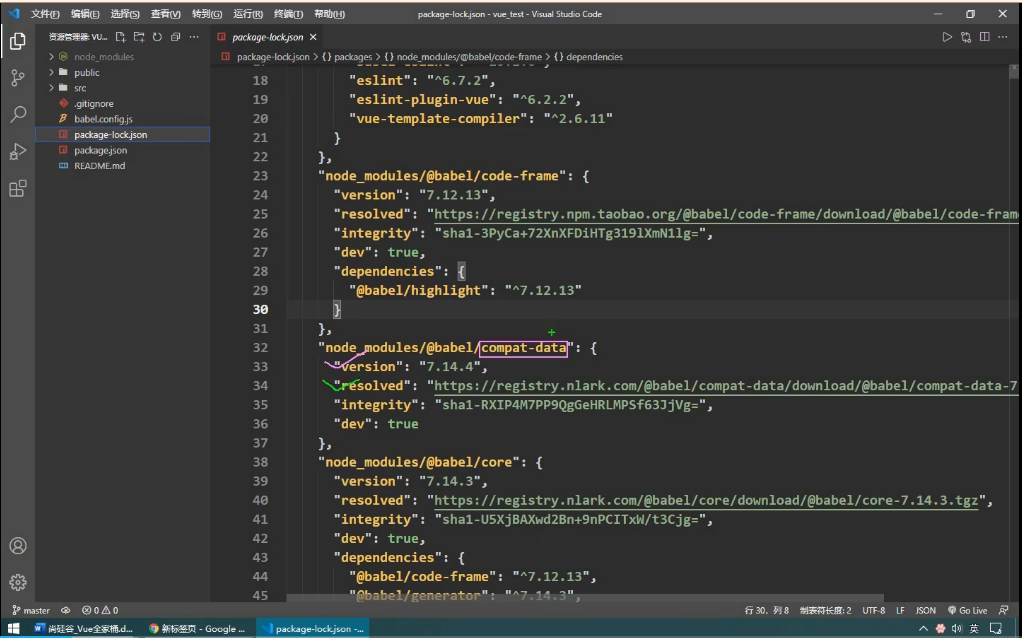 文件(F) 编辑(E) 选择(S) 查看(V) 转到(G) 运行(R) 终端(T) 帮助(H) package-lock.json - vue_test - Visual Studio Code
资源管理器: VU... package-lock.json
package-lock.json > {} packages > {} node_modules/@babel/code-frame > {} dependencies
node_modules
public
src
.gitignore
babel.config.js
package-lock.json
package.json
README.md
18 "eslint": "^6.7.2",
19 "eslint-plugin-vue": "^6.2.2",
20 "vue-template-compiler": "^2.6.11"
21 }
22 },
23 "node_modules/@babel/code-frame": {
24 "version": "7.12.13",
25 "resolved": "https://registry.npm.taobao.org/@babel/code-frame/download/@babel/code-fram
26 "integrity": "sha1-3PyCa+72XnXFDiHTg319lXmN1lg=",
27 "dev": true,
28 "dependencies": {
29 "@babel/highlight": "^7.12.13"
30 }
31 },
32 "node_modules/@babel/compat-data": {
33 "version": "7.14.4",
34 "resolved": "https://registry.nlark.com/@babel/compat-data/download/@babel/compat-data-7
35 "integrity": "sha1-RXIP4M7PP9QgGeHRLMPSf63JjVg=",
36 "dev": true
37 },
38 "node_modules/@babel/core": {
39 "version": "7.14.3",
40 "resolved": "https://registry.nlark.com/@babel/core/download/@babel/core-7.14.3.tgz",
41 "integrity": "sha1-U5XjBAXwd2Bn+9nPCITxW/t3Cjg=",
42 "dev": true,
43 "dependencies": {
44 "@babel/code-frame": "^7.12.13",
45 "@babel/generator": "^7.14.3",
master 0 0 行 30, 列 8 制表符长度: 2 UTF-8 LF JSON Go Live
尚硅谷_Vue全家桶.d... 新标签页 - Google ... package-lock.json -... 英